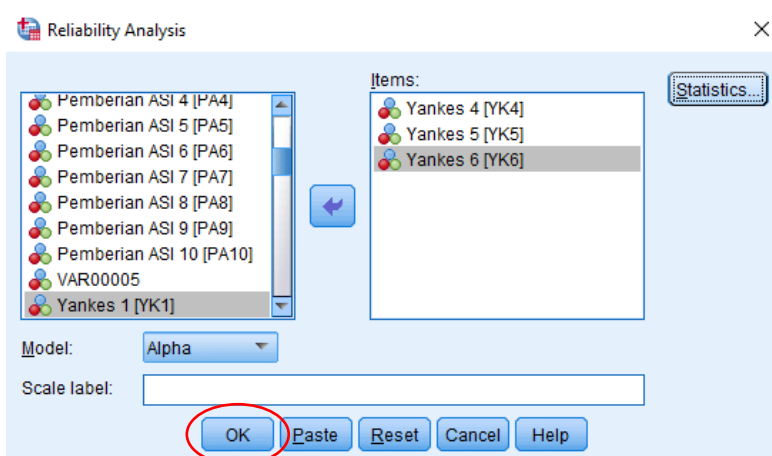 Reliability Analysis
Items:
Statistics...
Pemberian ASI 4 [PA4]
Pemberian ASI 5 [PA5]
Pemberian ASI 6 [PA6]
Pemberian ASI 7 [PA7]
Pemberian ASI 8 [PA8]
Pemberian ASI 9 [PA9]
Pemberian ASI 10 [PA10]
VAR00005
Yankes 1 [YK1]
Yankes 4 [YK4]
Yankes 5 [YK5]
Yankes 6 [YK6]
Model: Alpha
Scale label:
OK Paste Reset Cancel Help